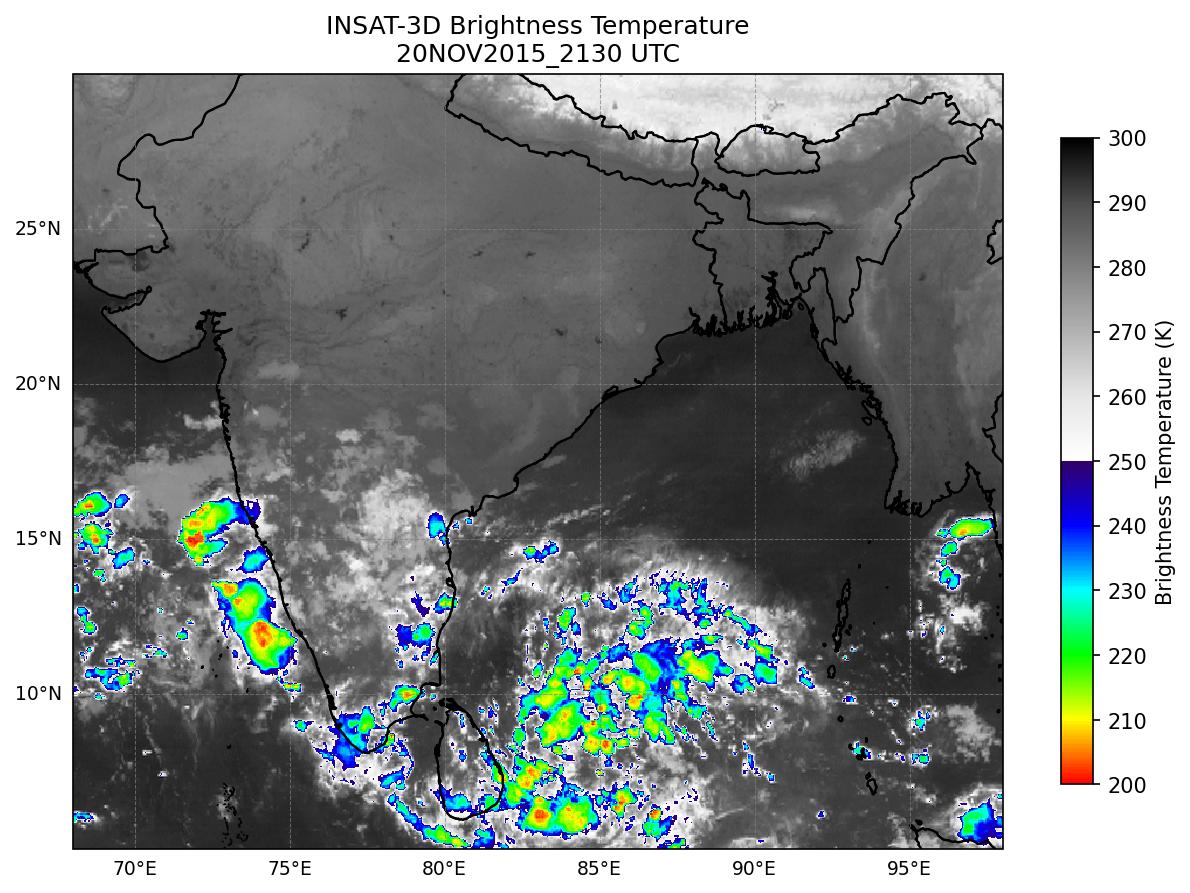 INSAT-3D Brightness Temperature
20NOV2015_2130 UTC
25°N
20°N
15°N
10°N
70°E
75°E
80°E
85°E
90°E
95°E
300
290
280
270
260
250
240
230
220
210
200
Brightness Temperature (K)